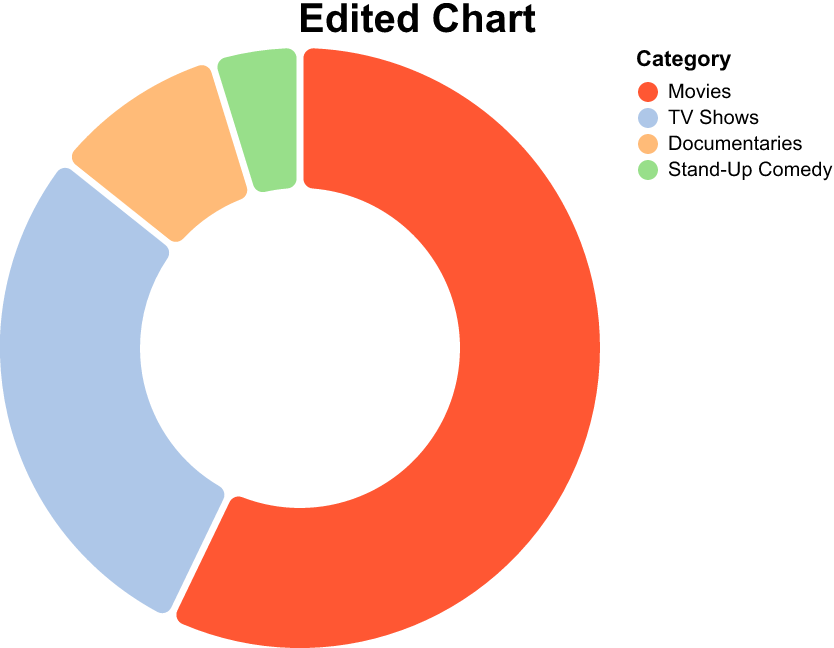 Edited Chart
Category
Movies
TV Shows
Documentaries
Stand-Up Comedy